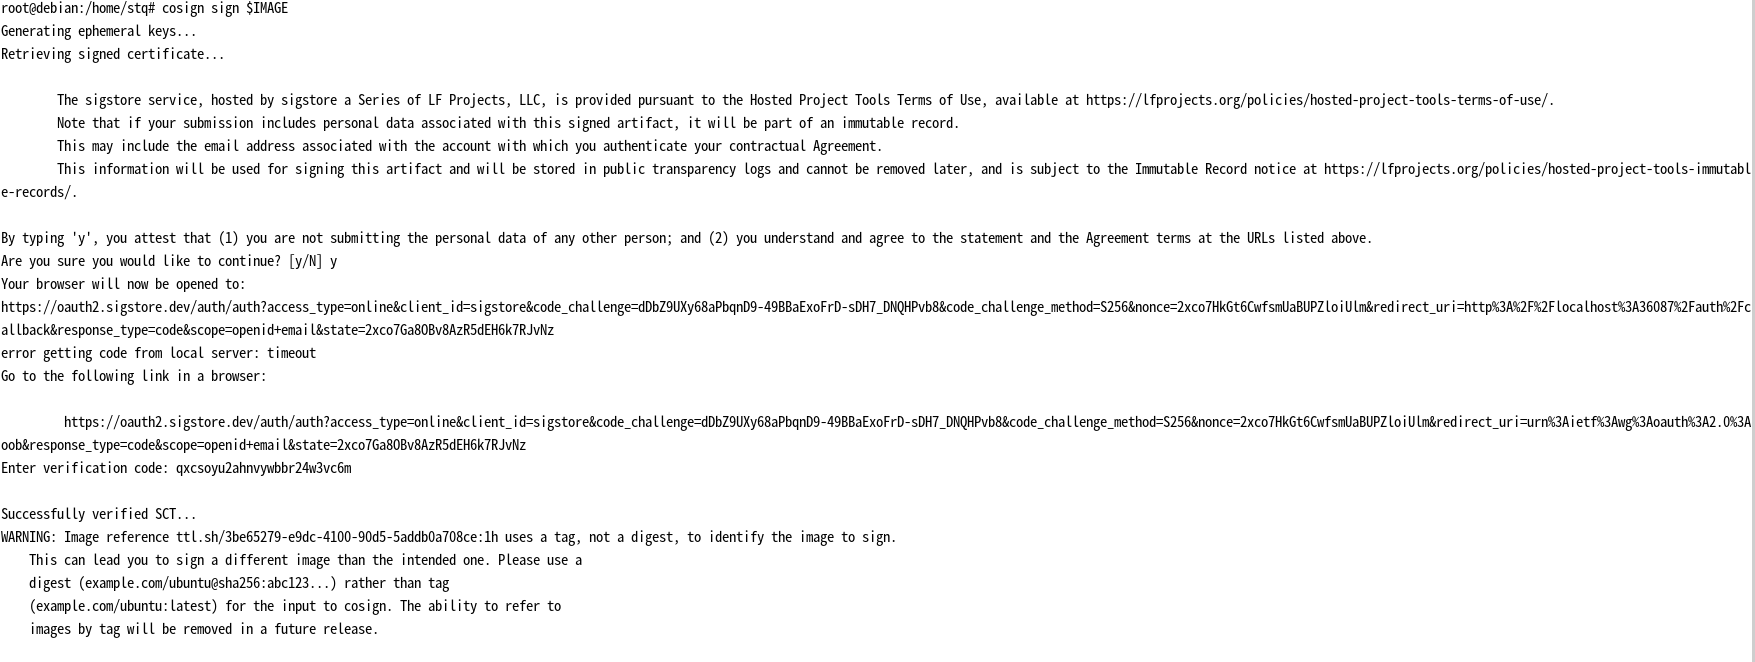 root@debian:/home/stq# cosign sign $IMAGE
Generating ephemeral keys...
Retrieving signed certificate...
The sigstore service, hosted by sigstore a Series of LF Projects, LLC, is provided pursuant to the Hosted Project Tools Terms of Use, available at https://lfprojects.org/policies/hosted-project-tools-terms-of-use/.
Note that if your submission includes personal data associated with this signed artifact, it will be part of an immutable record.
This may include the email address associated with the account with which you authenticate your contractual Agreement.
This information will be used for signing this artifact and will be stored in public transparency logs and cannot be removed later, and is subject to the Immutable Record notice at https://lfprojects.org/policies/hosted-project-tools-immutabl
e-records/.
By typing 'y', you attest that (1) you are not submitting the personal data of any other person; and (2) you understand and agree to the statement and the Agreement terms at the URLs listed above.
Are you sure you would like to continue? [y/N] y
Your browser will now be opened to:
https://oauth2.sigstore.dev/auth/auth?access_type=online&client_id=sigstore&code_challenge=dDbZ9UXy68aPbqnD9-49BBaExoFrD-sDH7_DNQHPvb8&code_challenge_method=S256&nonce=2xco7HkGt6CwfsmUaBUPZloiUlm&redirect_uri=http%3A%2F%2Flocalhost%3A36087%2Fauth%2Fc
allback&response_type=code&scope=openid+email&state=2xco7Ga8OBv8AzR5dEH6k7RJvNz
error getting code from local server: timeout
Go to the following link in a browser:
https://oauth2.sigstore.dev/auth/auth?access_type=online&client_id=sigstore&code_challenge=dDbZ9UXy68aPbqnD9-49BBaExoFrD-sDH7_DNQHPvb8&code_challenge_method=S256&nonce=2xco7HkGt6CwfsmUaBUPZloiUlm&redirect_uri=urn%3Aietf%3Awg%3Aoauth%3A2.0%3A
oob&response_type=code&scope=openid+email&state=2xco7Ga8OBv8AzR5dEH6k7RJvNz
Enter verification code: qxcsoyu2ahnvywbbr24w3vc6m
Successfully verified SCT...
WARNING: Image reference ttl.sh/3be65279-e9dc-4100-90d5-5addb0a708ce:1h uses a tag, not a digest, to identify the image to sign.
This can lead you to sign a different image than the intended one. Please use a
digest (example.com/ubuntu@sha256:abc123...) rather than tag
(example.com/ubuntu:latest) for the input to cosign. The ability to refer to
images by tag will be removed in a future release.